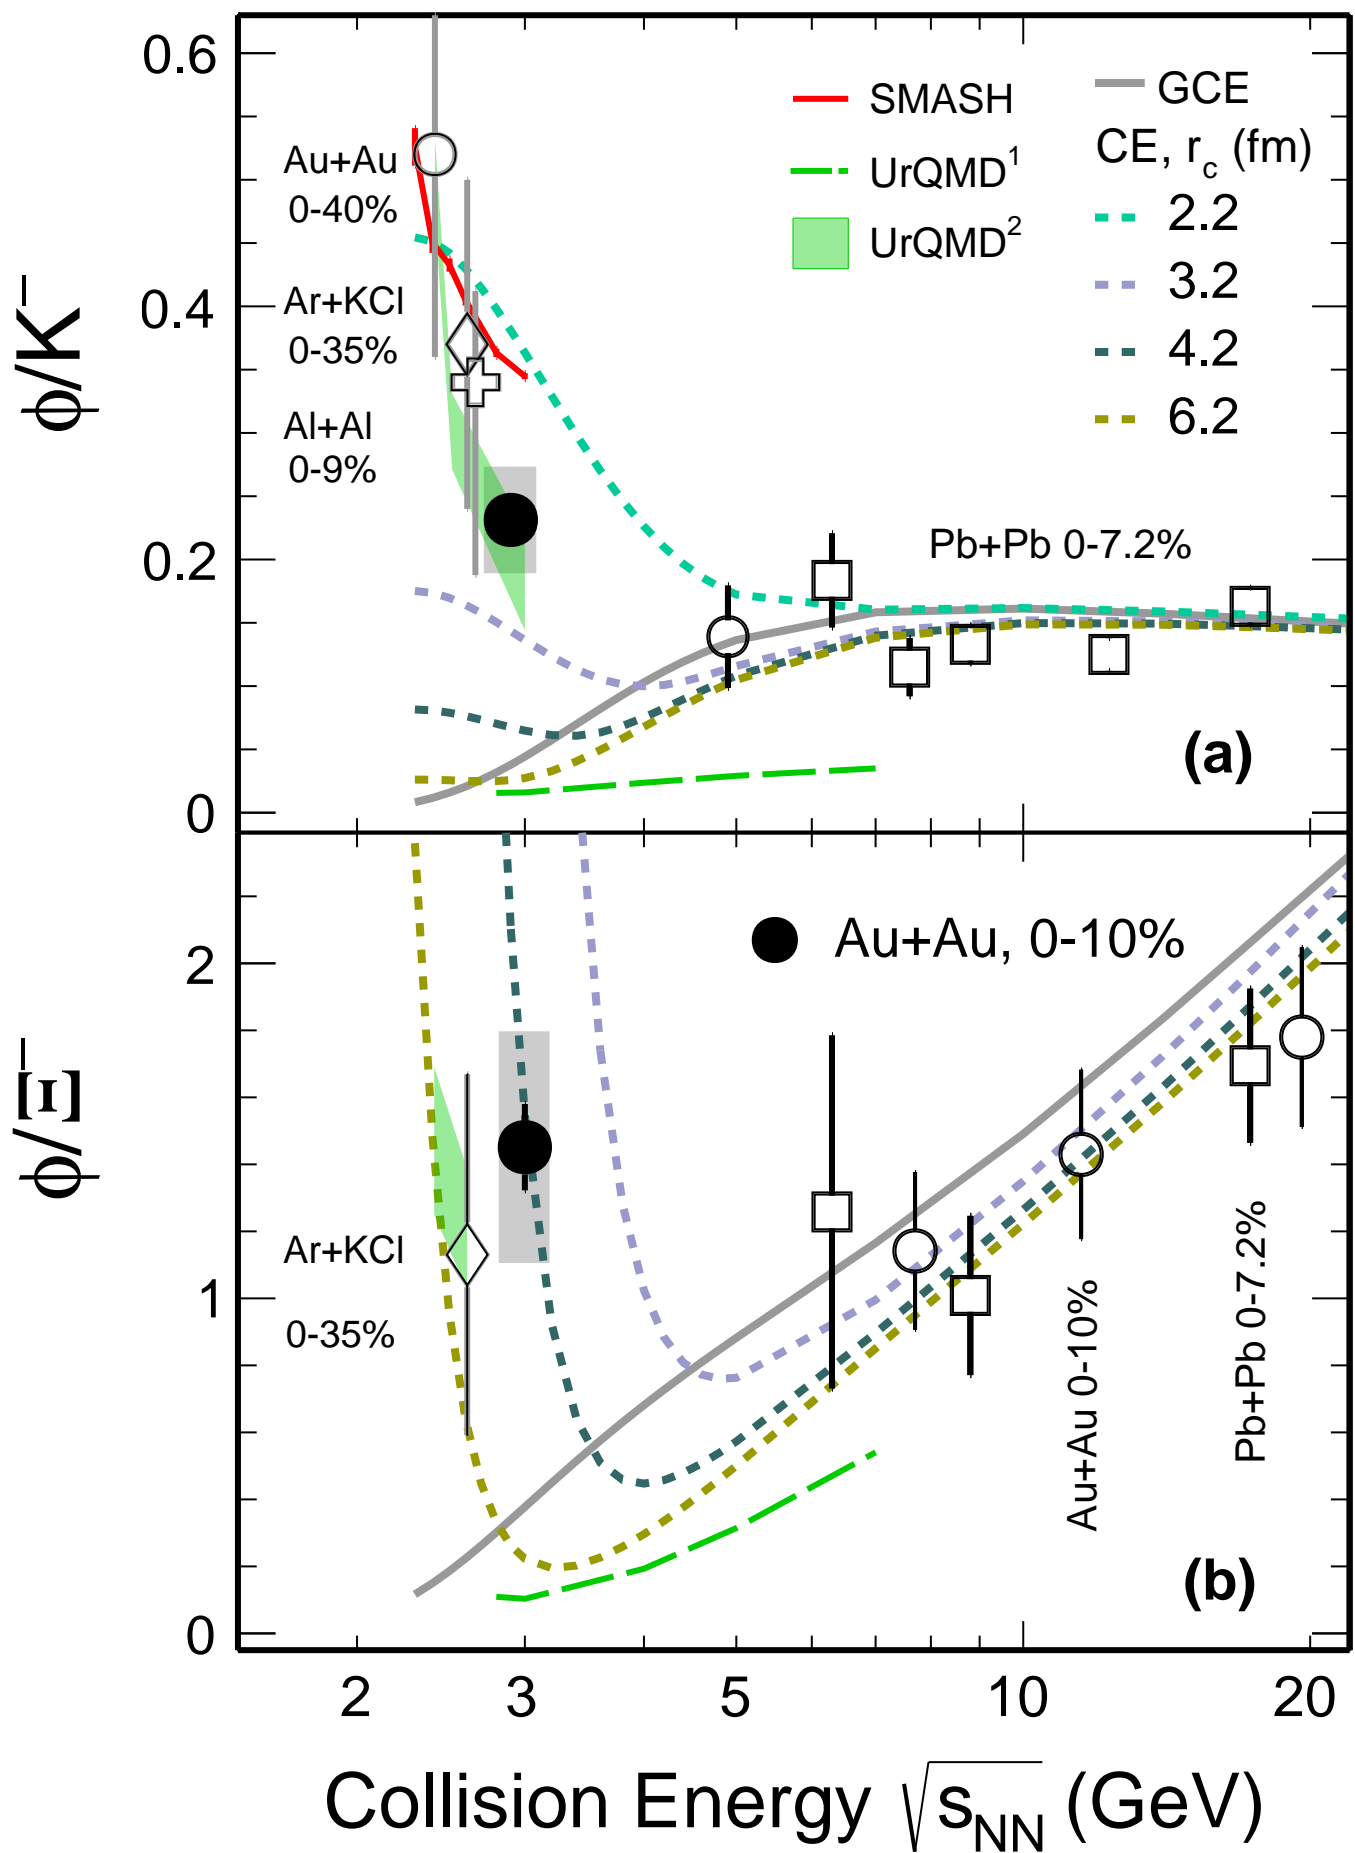 0.6
0.4
0.2
0
ϕ/K⁻
Au+Au
0-40%
Ar+KCl
0-35%
Al+Al
0-9%
SMASH
UrQMD¹
UrQMD²
GCE
CE, r_c (fm)
2.2
3.2
4.2
6.2
Pb+Pb 0-7.2%
(a)
2
1
0
ϕ/Ξ⁻
Au+Au, 0-10%
Ar+KCl
0-35%
Au+Au 0-10%
Pb+Pb 0-7.2%
(b)
2 3 5 10 20
Collision Energy √s_NN (GeV)